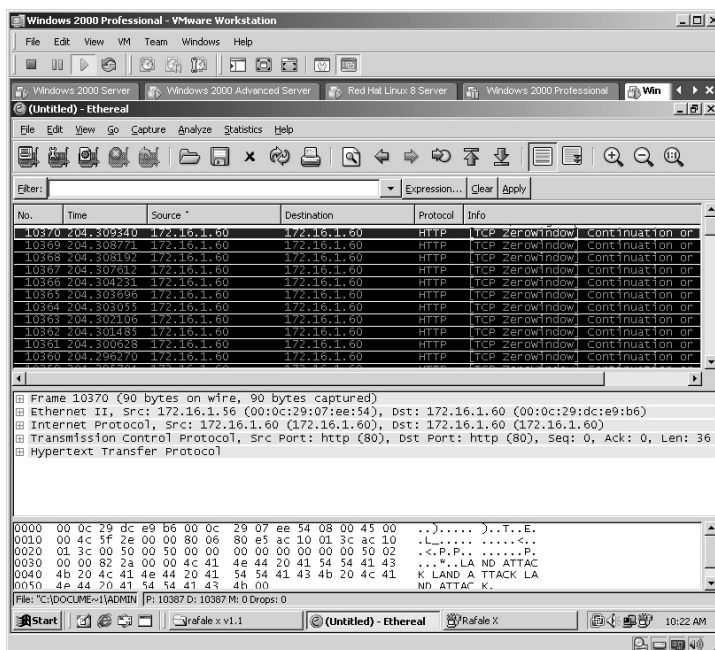 Windows 2000 Professional - VMware Workstation
File Edit View VM Team Windows Help
Windows 2000 Server Windows 2000 Advanced Server Red Hat Linux 8 Server Windows 2000 Professional Win
(Untitled) - Ethereal
File Edit View Go Capture Analyze Statistics Help
Filter: Expression... Clear Apply
No. Time Source Destination Protocol Info
10370 204.309340 172.16.1.60 172.16.1.60 HTTP [TCP ZeroWindow] Continuation or
10369 204.308771 172.16.1.60 172.16.1.60 HTTP [TCP ZeroWindow] Continuation or
10368 204.308192 172.16.1.60 172.16.1.60 HTTP [TCP ZeroWindow] Continuation or
10367 204.307612 172.16.1.60 172.16.1.60 HTTP [TCP ZeroWindow] Continuation or
10366 204.304231 172.16.1.60 172.16.1.60 HTTP [TCP ZeroWindow] Continuation or
10365 204.303696 172.16.1.60 172.16.1.60 HTTP [TCP ZeroWindow] Continuation or
10364 204.303055 172.16.1.60 172.16.1.60 HTTP [TCP ZeroWindow] Continuation or
10363 204.302106 172.16.1.60 172.16.1.60 HTTP [TCP ZeroWindow] Continuation or
10362 204.301485 172.16.1.60 172.16.1.60 HTTP [TCP ZeroWindow] Continuation or
10361 204.300628 172.16.1.60 172.16.1.60 HTTP [TCP ZeroWindow] Continuation or
10360 204.296270 172.16.1.60 172.16.1.60 HTTP [TCP ZeroWindow] Continuation or
Frame 10370 (90 bytes on wire, 90 bytes captured)
Ethernet II, Src: 172.16.1.56 (00:0c:29:07:ee:54), Dst: 172.16.1.60 (00:0c:29:dc:e9:b6)
Internet Protocol, Src: 172.16.1.60 (172.16.1.60), Dst: 172.16.1.60 (172.16.1.60)
Transmission Control Protocol, Src Port: http (80), Dst Port: http (80), Seq: 0, Ack: 0, Len: 36
Hypertext Transfer Protocol
0000 00 0c 29 dc e9 b6 00 0c 29 07 ee 54 08 00 45 00 ..)..... )..T..E.
0010 00 4c 5f 2e 00 00 80 06 80 e5 ac 10 01 3c ac 10 .L_..... .....<..
0020 01 3c 00 50 00 50 00 00 00 00 00 00 00 00 50 02 .<.P.P.. ......P.
0030 00 00 82 2a 00 00 4c 41 4e 44 20 41 54 54 41 43 ...*..LA ND ATTAC
0040 4b 20 4c 41 4e 44 20 41 54 54 41 43 4b 20 4c 41 K LAND A TTACK LA
0050 4e 44 20 41 54 54 41 43 4b 00 ND ATTAC K.
File: "C:\DOCUME~1\ADMIN P: 10387 D: 10387 M: 0 Drops: 0
Start rafale x v1.1 (Untitled) - Ethereal Rafale X 10:22 AM